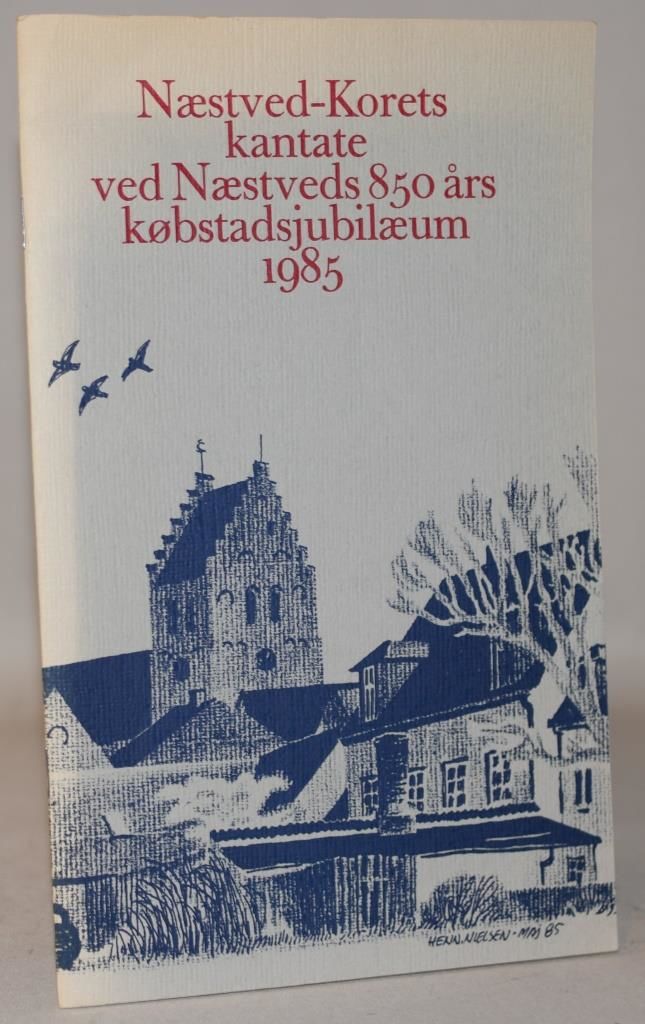 Næstved-Korets
kantate
ved Næstveds 850 års
købstadsjubilæum
1985
HENN.NIELSEN - MAJ 85